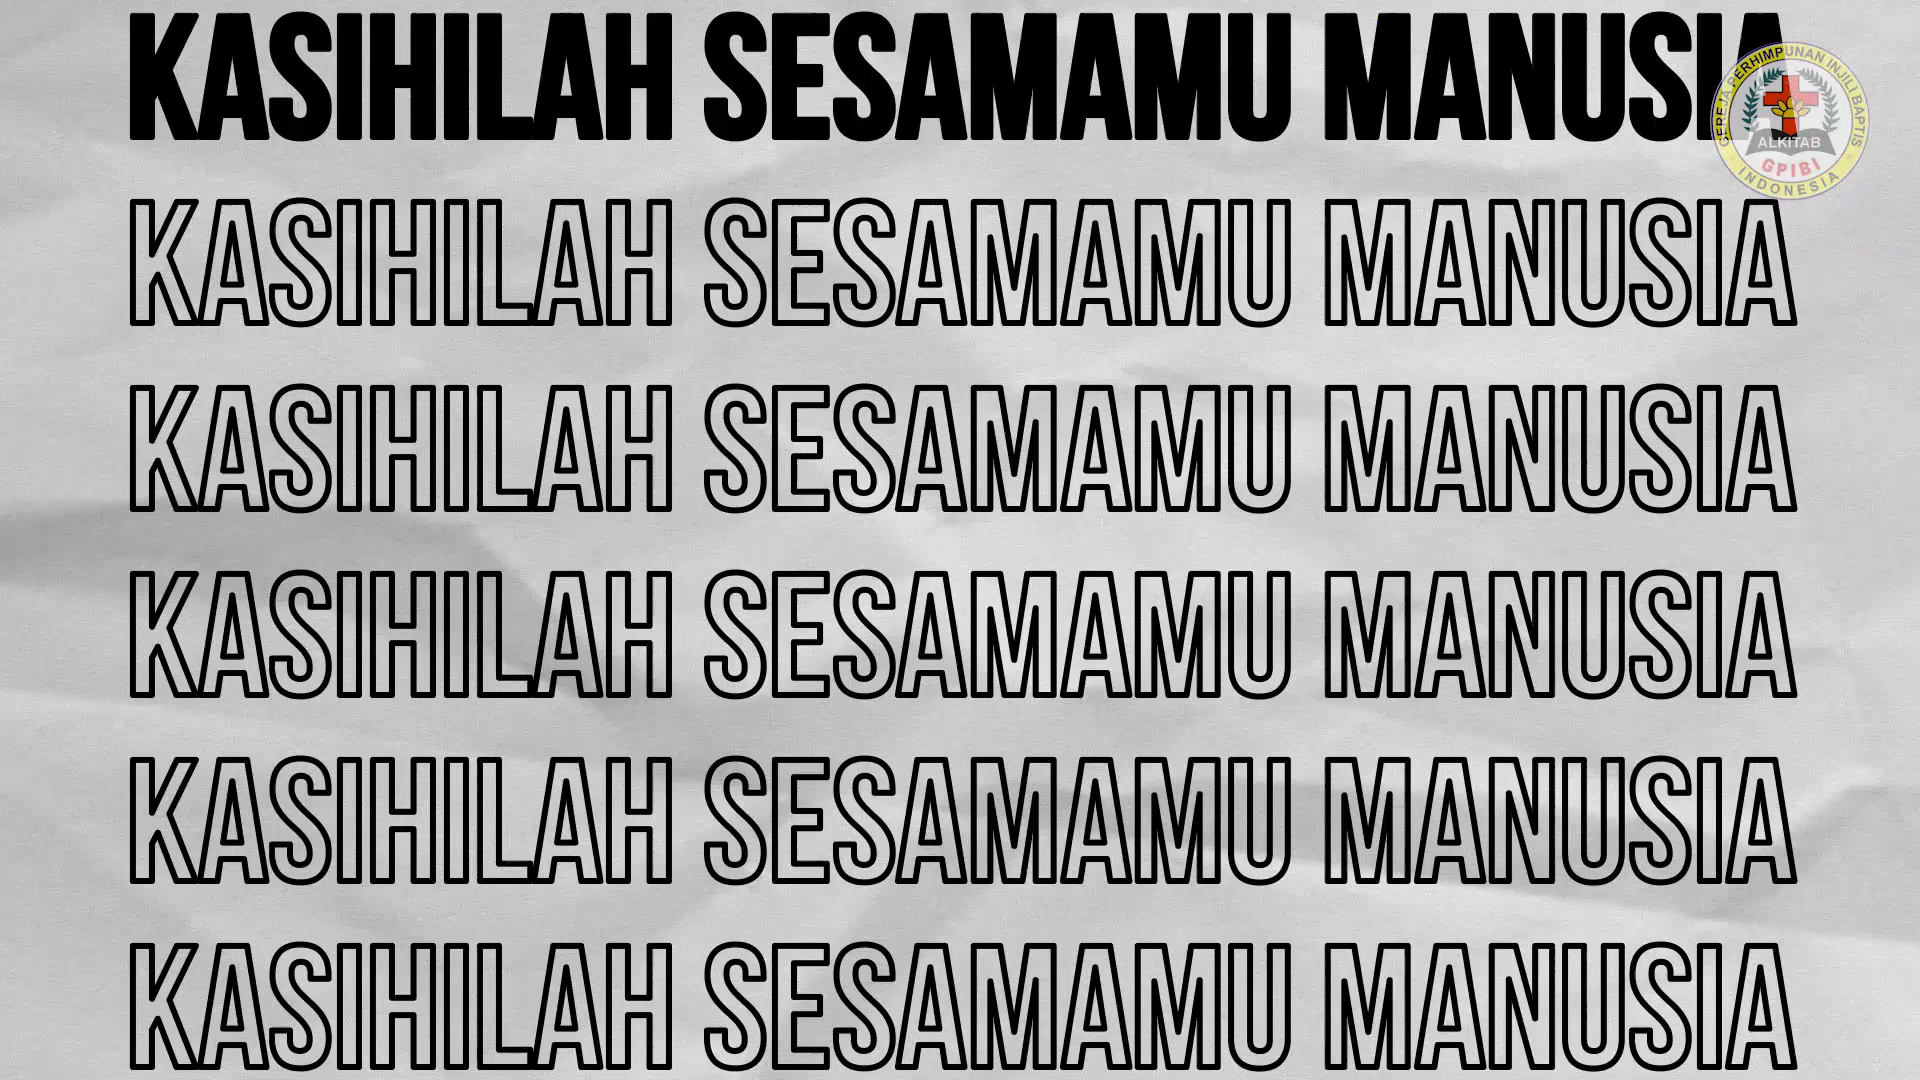 KASIHILAH SESAMAMU MANUSIA
GEREJA PERHIMPUNAN INJILI BAPTIS
ALKITAB
GPIBI
INDONESIA
KASIHILAH SESAMAMU MANUSIA
KASIHILAH SESAMAMU MANUSIA
KASIHILAH SESAMAMU MANUSIA
KASIHILAH SESAMAMU MANUSIA
KASIHILAH SESAMAMU MANUSIA